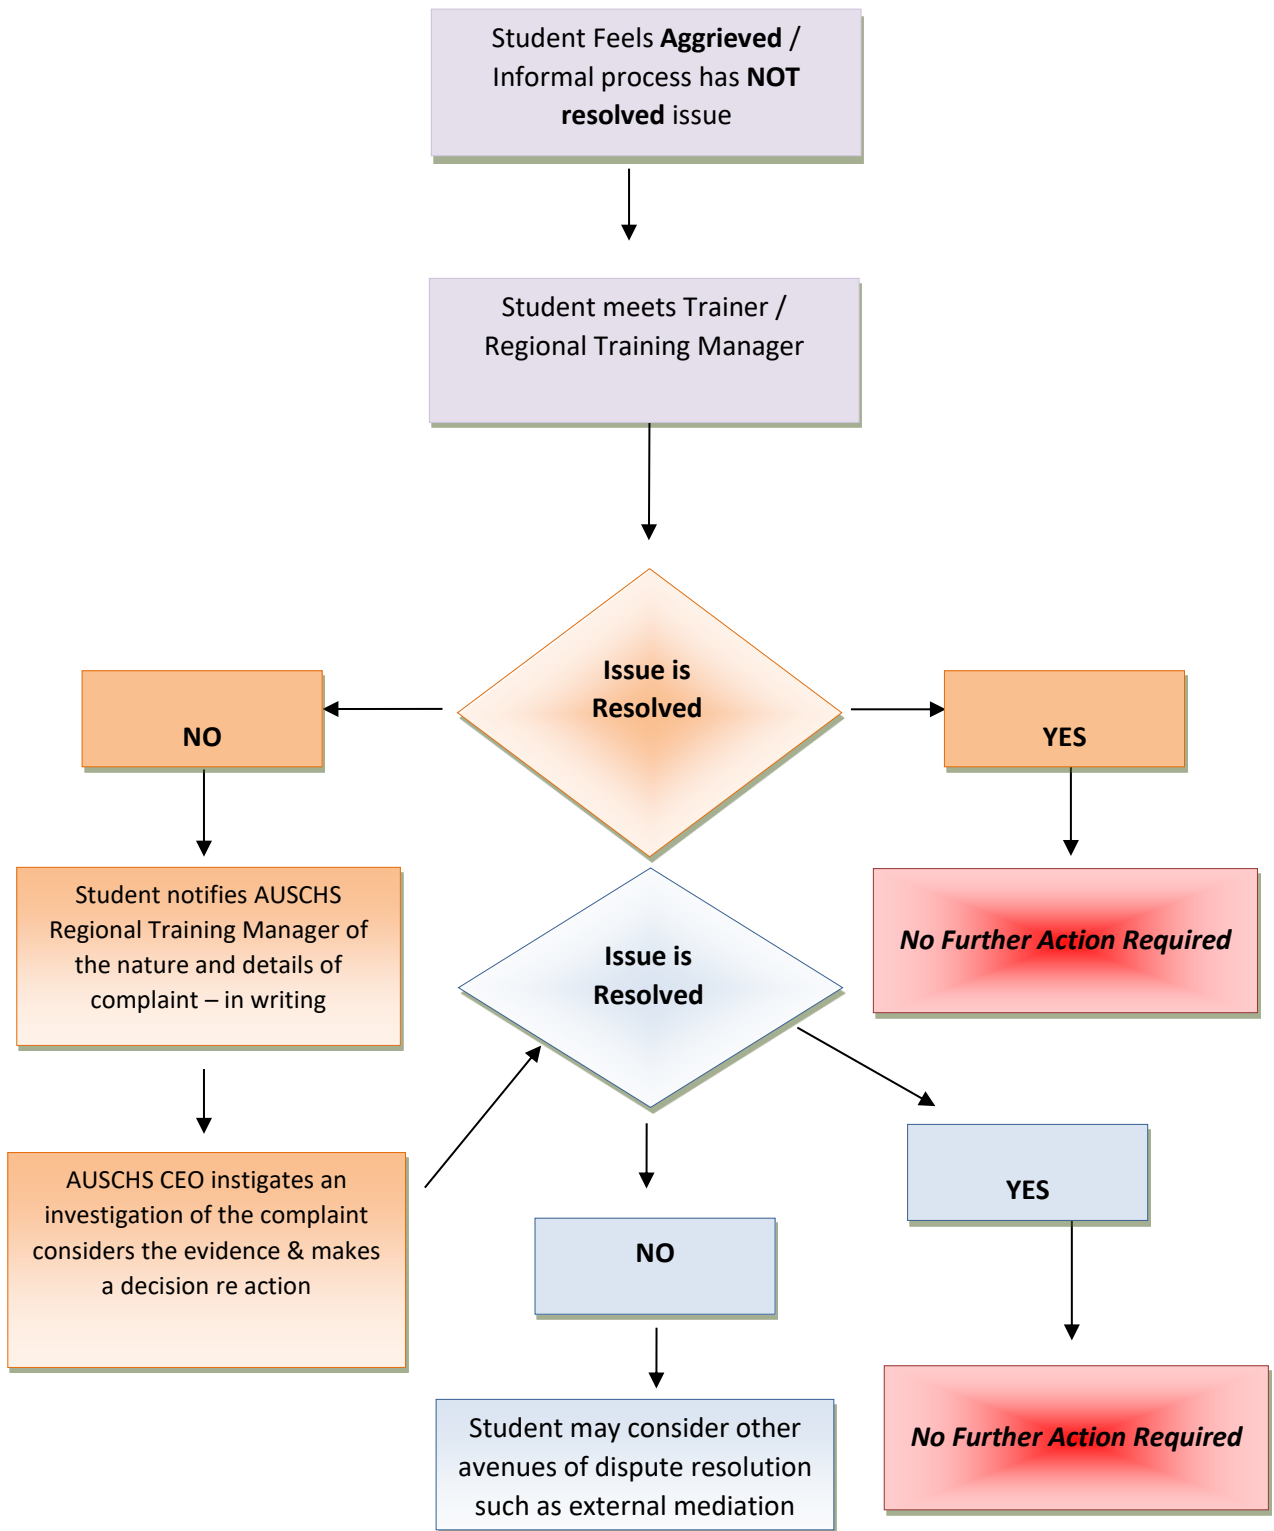 Student Feels Aggrieved /
Informal process has NOT
resolved issue
Student meets Trainer /
Regional Training Manager
Issue is
Resolved
NO
YES
Student notifies AUSCHS
Regional Training Manager of
the nature and details of
complaint – in writing
No Further Action Required
Issue is
Resolved
AUSCHS CEO instigates an
investigation of the complaint
considers the evidence & makes
a decision re action
YES
NO
Student may consider other
avenues of dispute resolution
such as external mediation
No Further Action Required